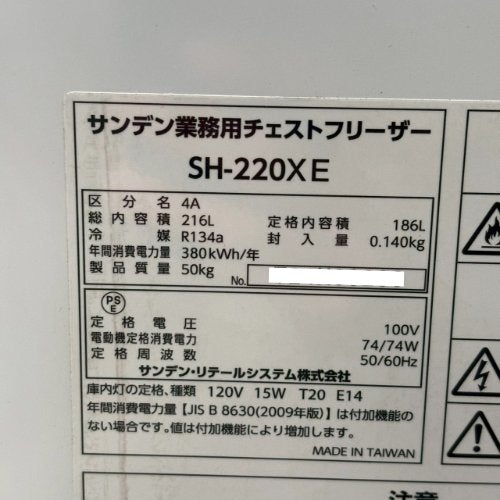 サンデン業務用チェストフリーザー
SH-220XE
区分名 4A
総内容積 216L 定格内容積 186L
冷媒 R134a 封入量 0.140kg
年間消費電力量 380kWh/年
製品質量 50kg No.
PS E
定格電圧 100V
電動機定格消費電力 74/74W
定格周波数 50/60Hz
サンデン・リテールシステム株式会社
庫内灯の定格、種類 120V 15W T20 E14
年間消費電力量【JIS B 8630(2009年版)】は付加機能の
ない場合です。値は付加機能により増加します。
MADE IN TAIWAN
注意